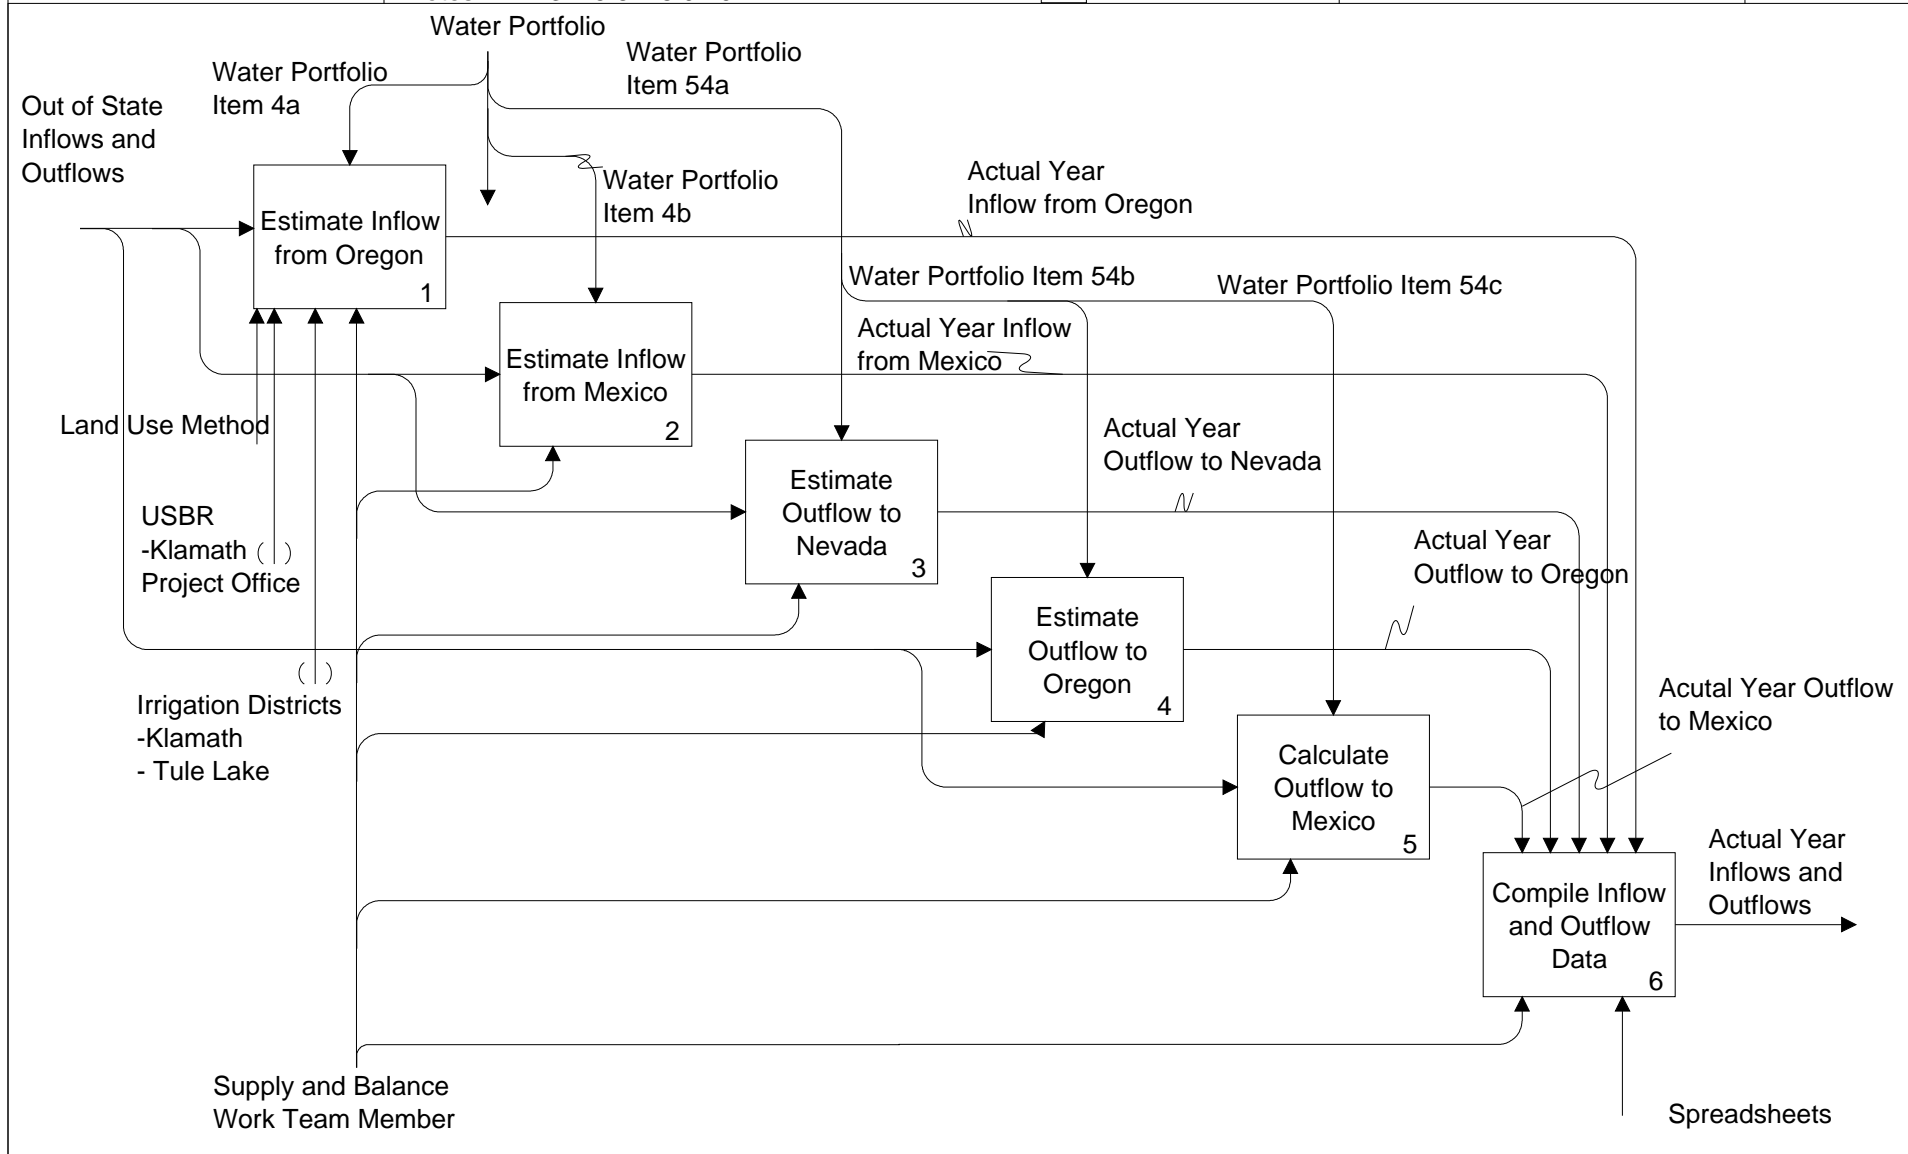 Water Portfolio
Water Portfolio
Item 54a
Water Portfolio
Item 4a
Out of State
Inflows and
Outflows
Water Portfolio
Item 4b
Actual Year
Inflow from Oregon
Estimate Inflow
from Oregon
1
Water Portfolio Item 54b
Water Portfolio Item 54c
Actual Year Inflow
from Mexico
Estimate Inflow
from Mexico
2
Land Use Method
Actual Year
Outflow to Nevada
Estimate
Outflow to
Nevada
3
USBR
-Klamath
Project Office
Actual Year
Outflow to Oregon
Estimate
Outflow to
Oregon
4
Irrigation Districts
-Klamath
- Tule Lake
Acutal Year Outflow
to Mexico
Calculate
Outflow to
Mexico
5
Actual Year
Inflows and
Outflows
Compile Inflow
and Outflow
Data
6
Supply and Balance
Work Team Member
Spreadsheets